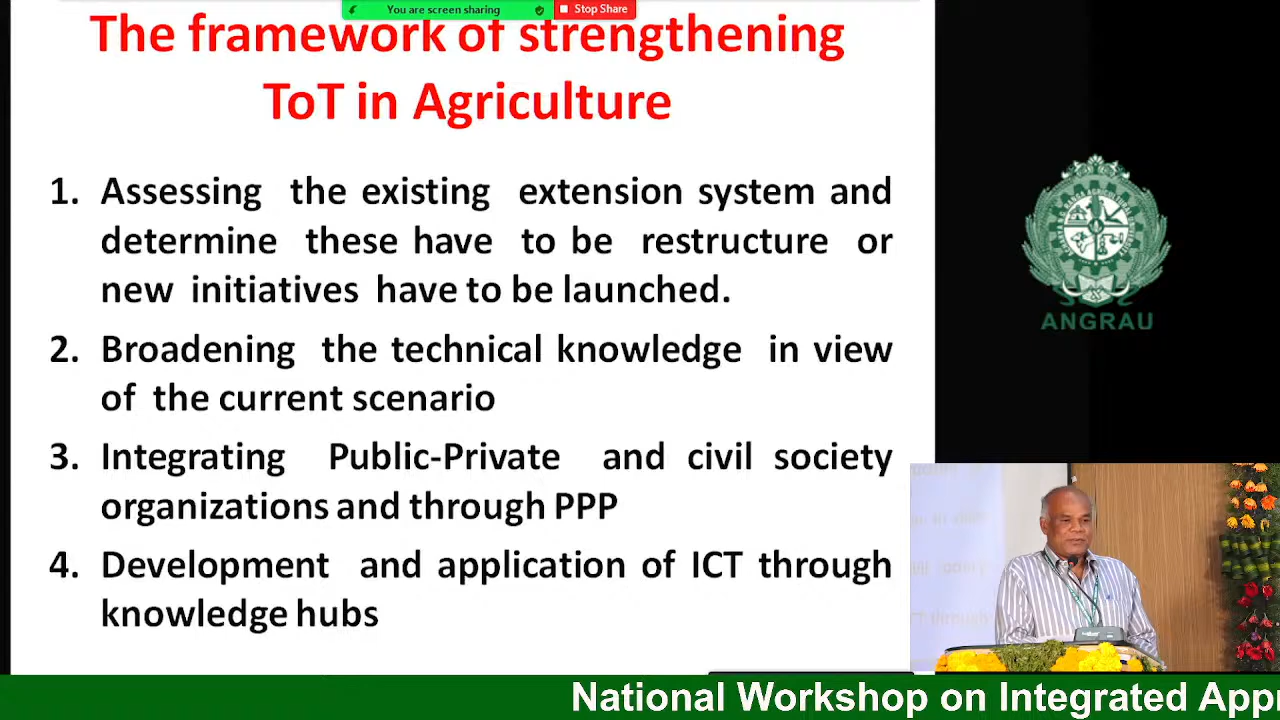 You are screen sharing
Stop Share
The framework of strengthening
ToT in Agriculture
1. Assessing the existing extension system and
determine these have to be restructure or
new initiatives have to be launched.
2. Broadening the technical knowledge in view
of the current scenario
3. Integrating Public-Private and civil society
organizations and through PPP
4. Development and application of ICT through
knowledge hubs
ANGRAU
National Workshop on Integrated App